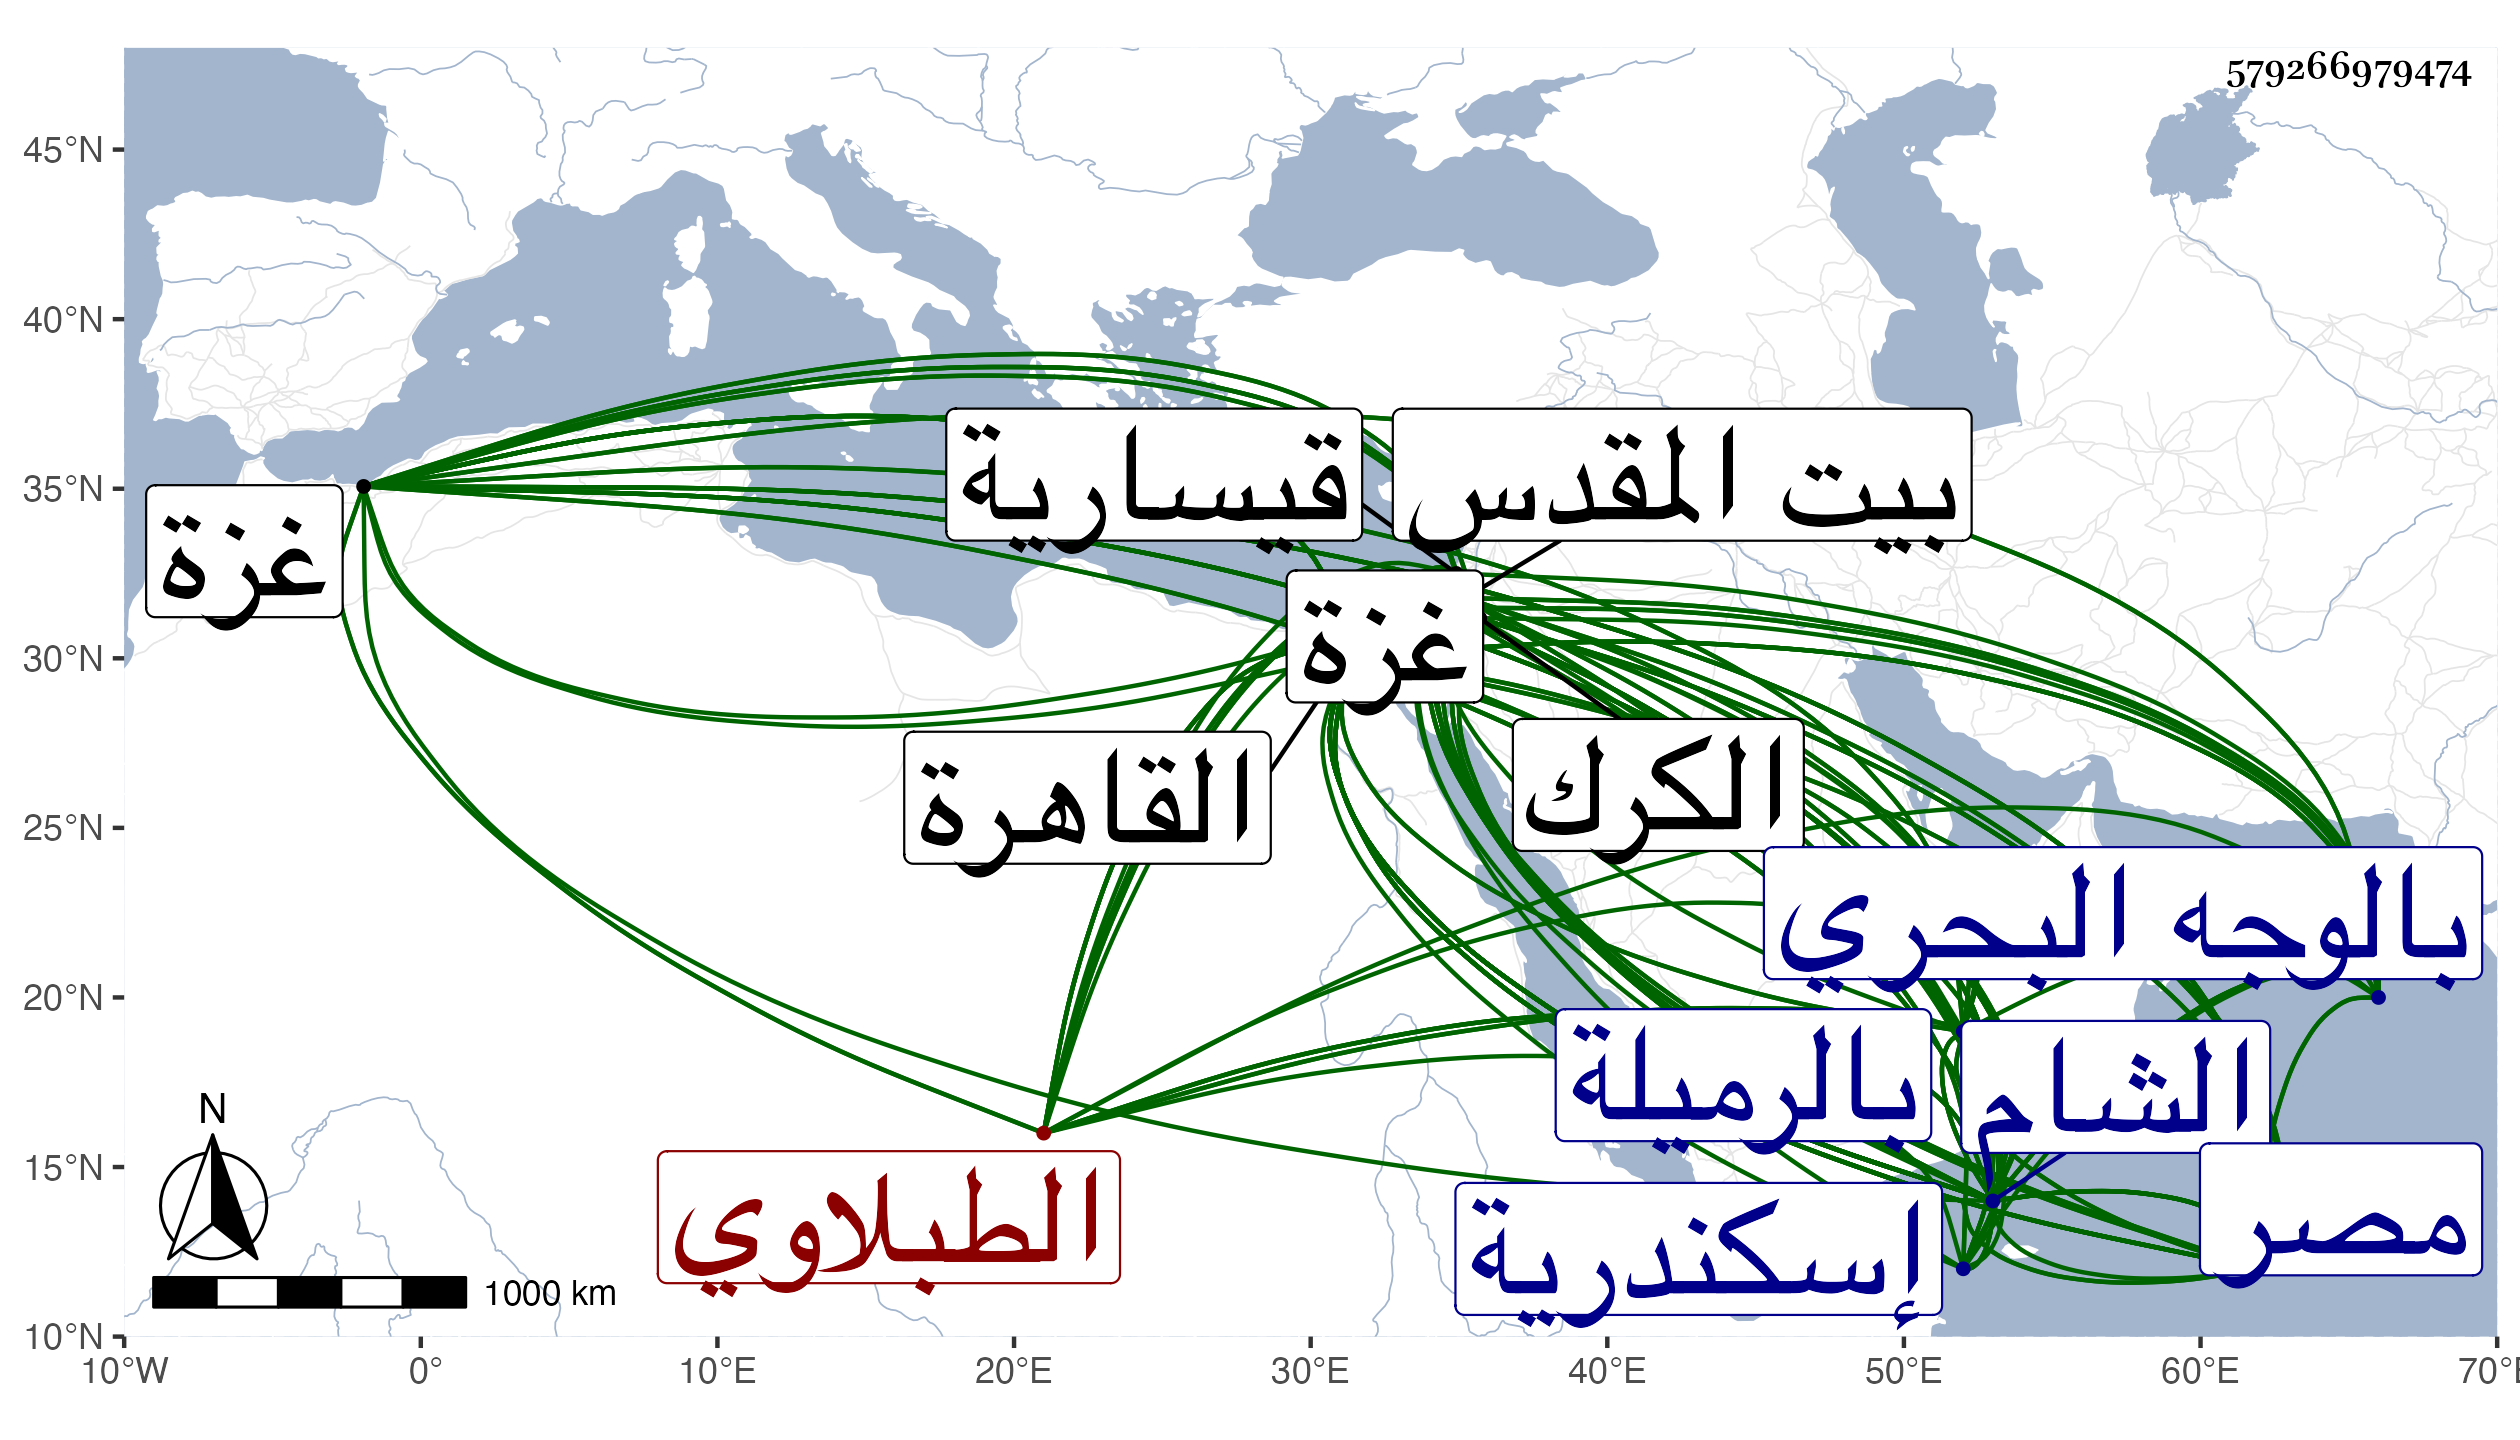 579266979474
45°N
40°N
35°N
30°N
25°N
20°N
15°N
10°N
قيسارية
بيت المقدس
غزة
غزة
القاهرة
الكرك
بالوجه البحري
بالرميلة
الشام
الطبلاوي
إسكندرية
مصر
N
1000 km
10°W 0° 10°E 20°E 30°E 40°E 50°E 60°E 70°E